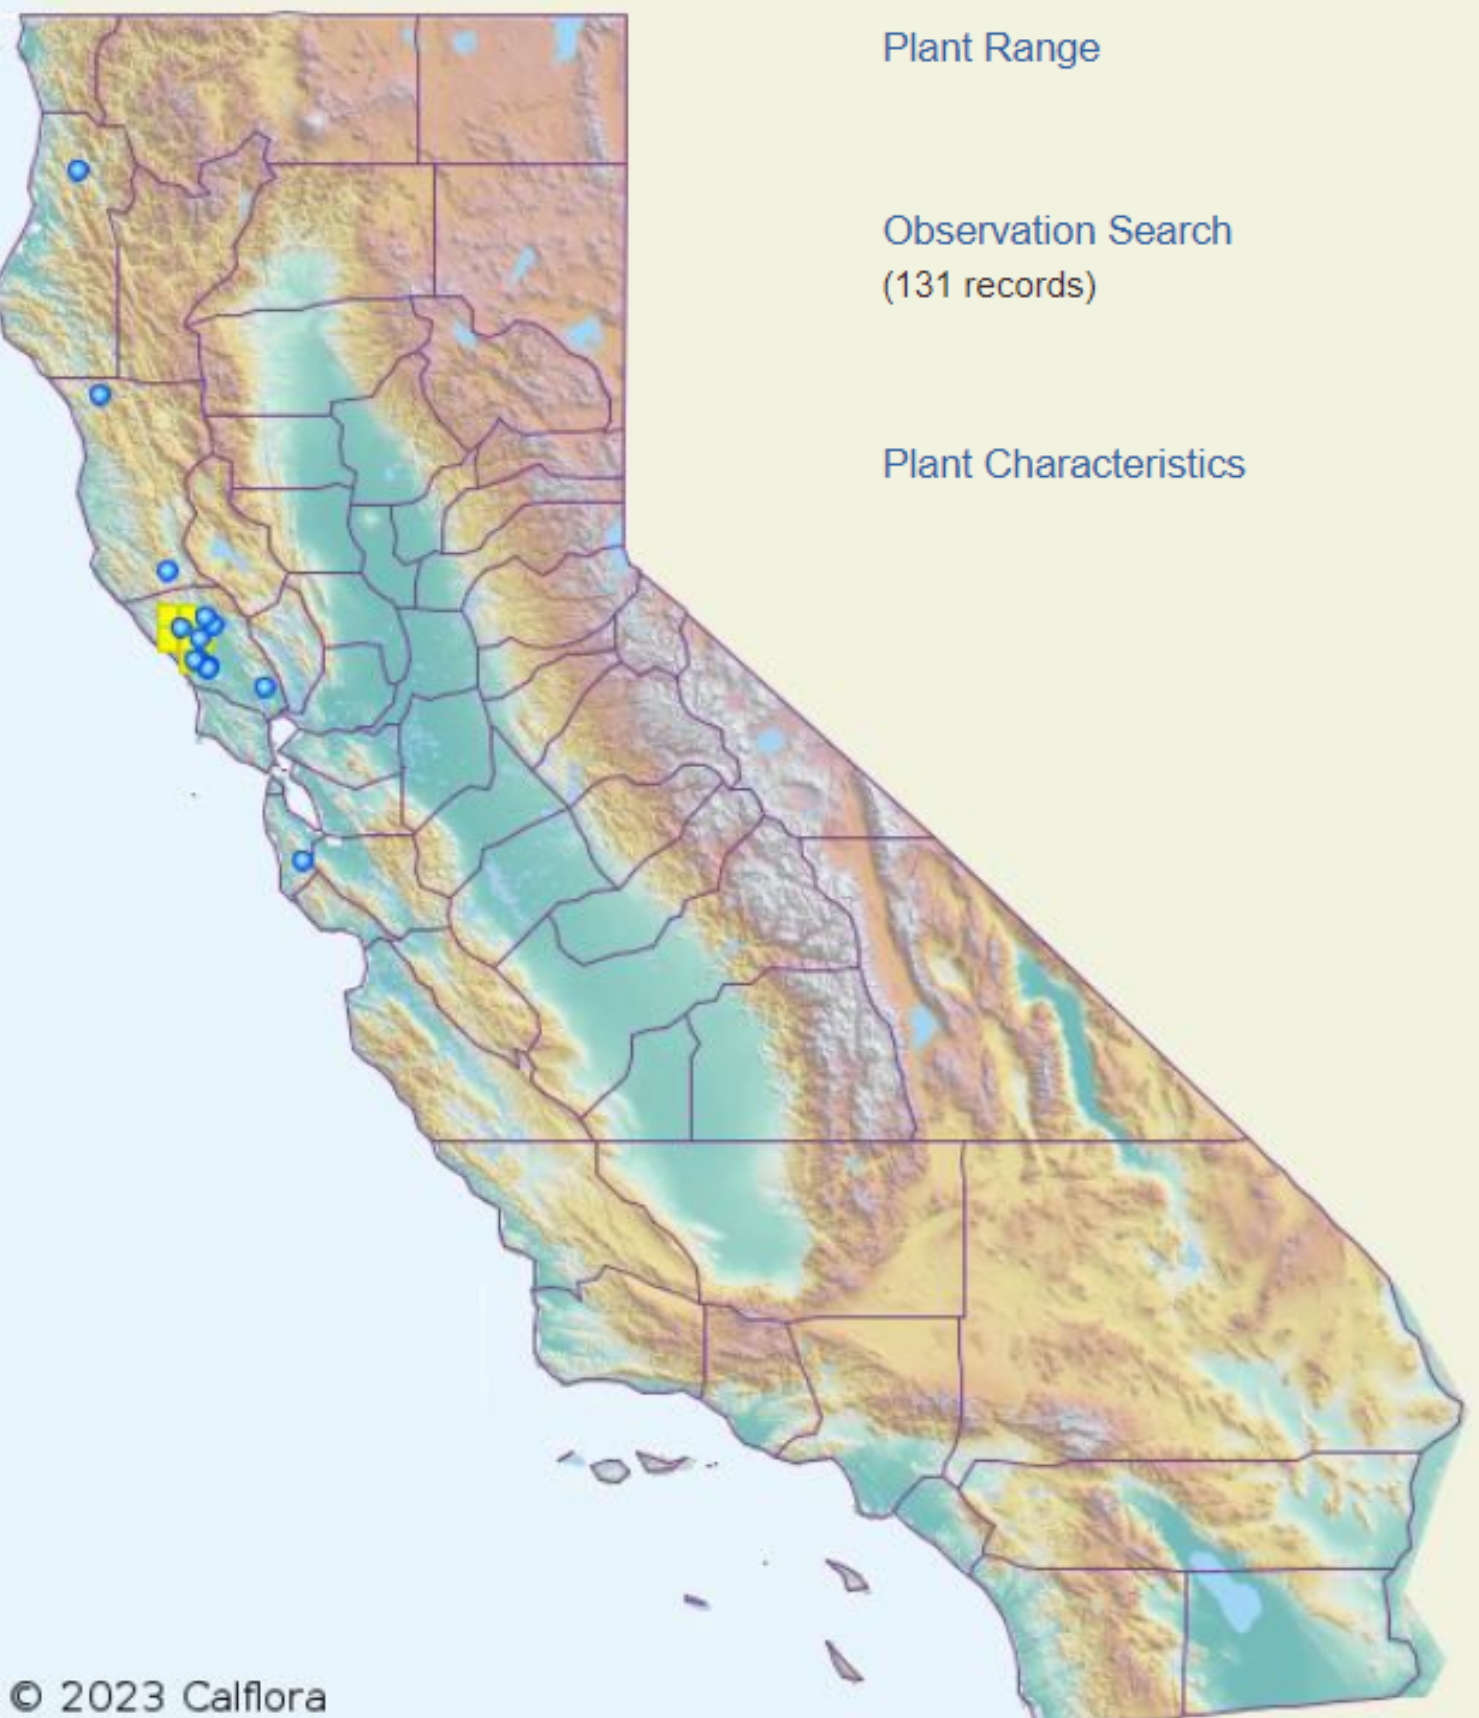 Plant Range
Observation Search
(131 records)
Plant Characteristics
© 2023 Calflora